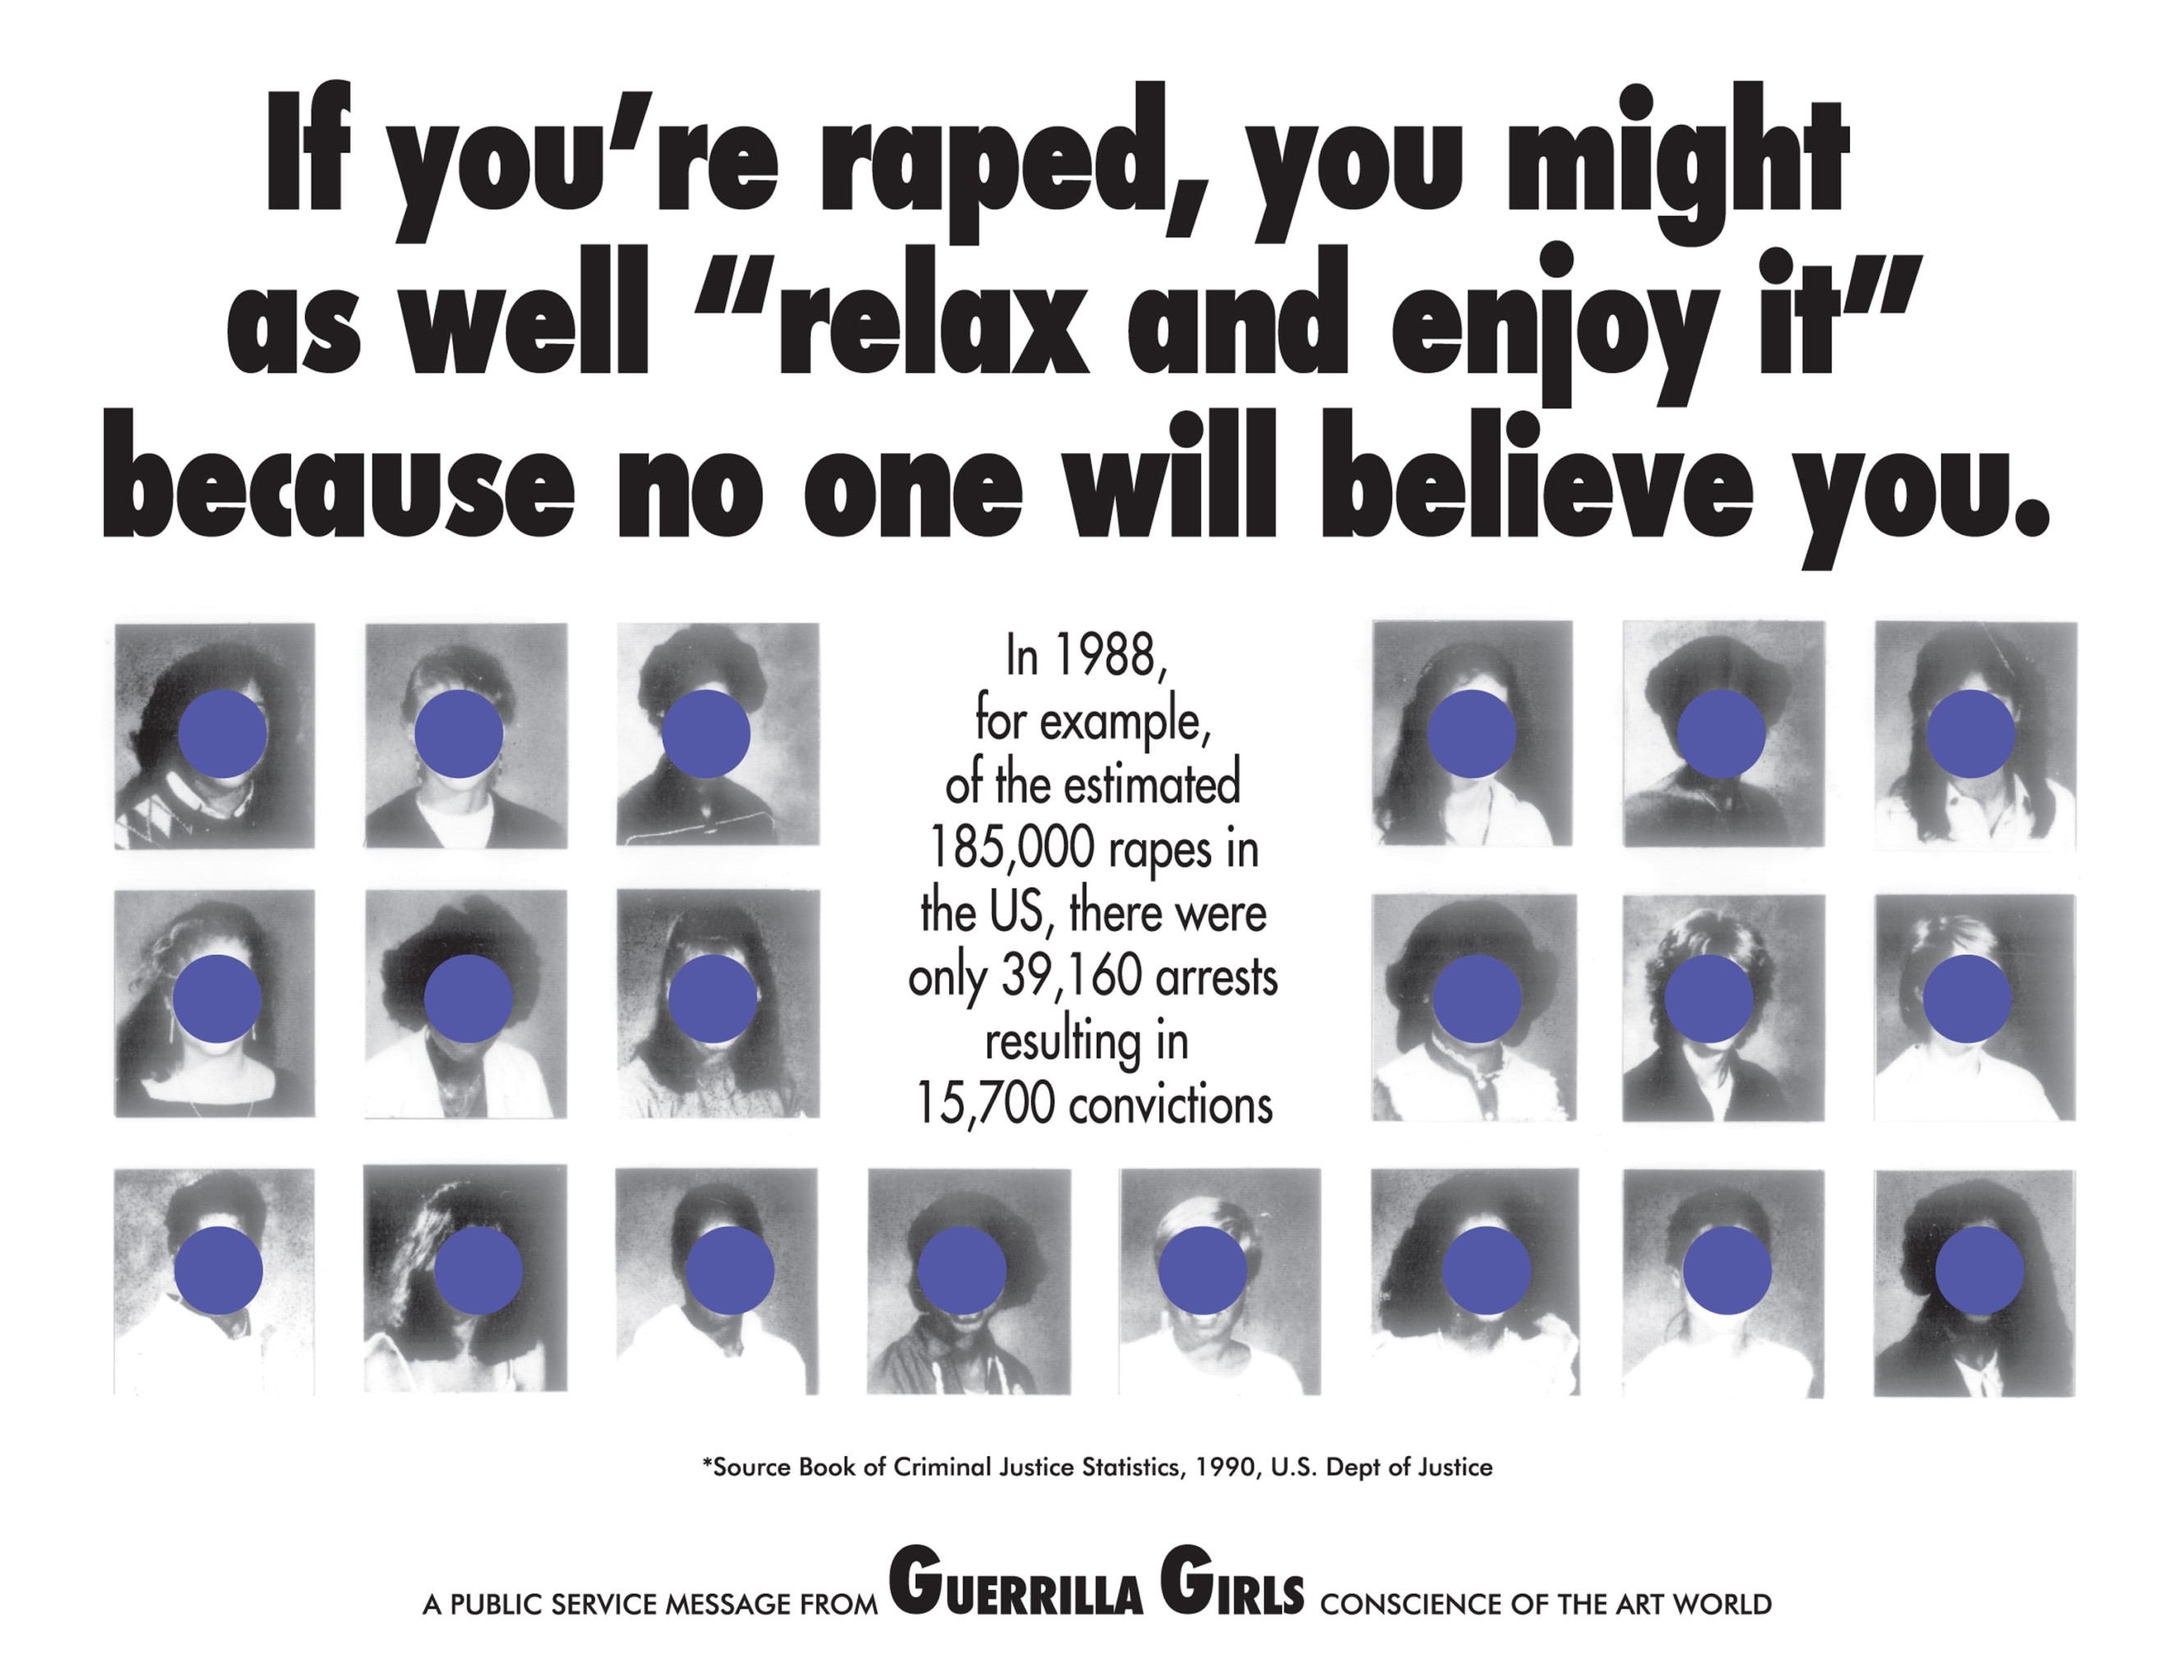 If you’re raped, you might
as well “relax and enjoy it”
because no one will believe you.
In 1988,
for example,
of the estimated
185,000 rapes in
the US, there were
only 39,160 arrests
resulting in
15,700 convictions
*Source Book of Criminal Justice Statistics, 1990, U.S. Dept of Justice
A PUBLIC SERVICE MESSAGE FROM GUERRILLA GIRLS CONSCIENCE OF THE ART WORLD